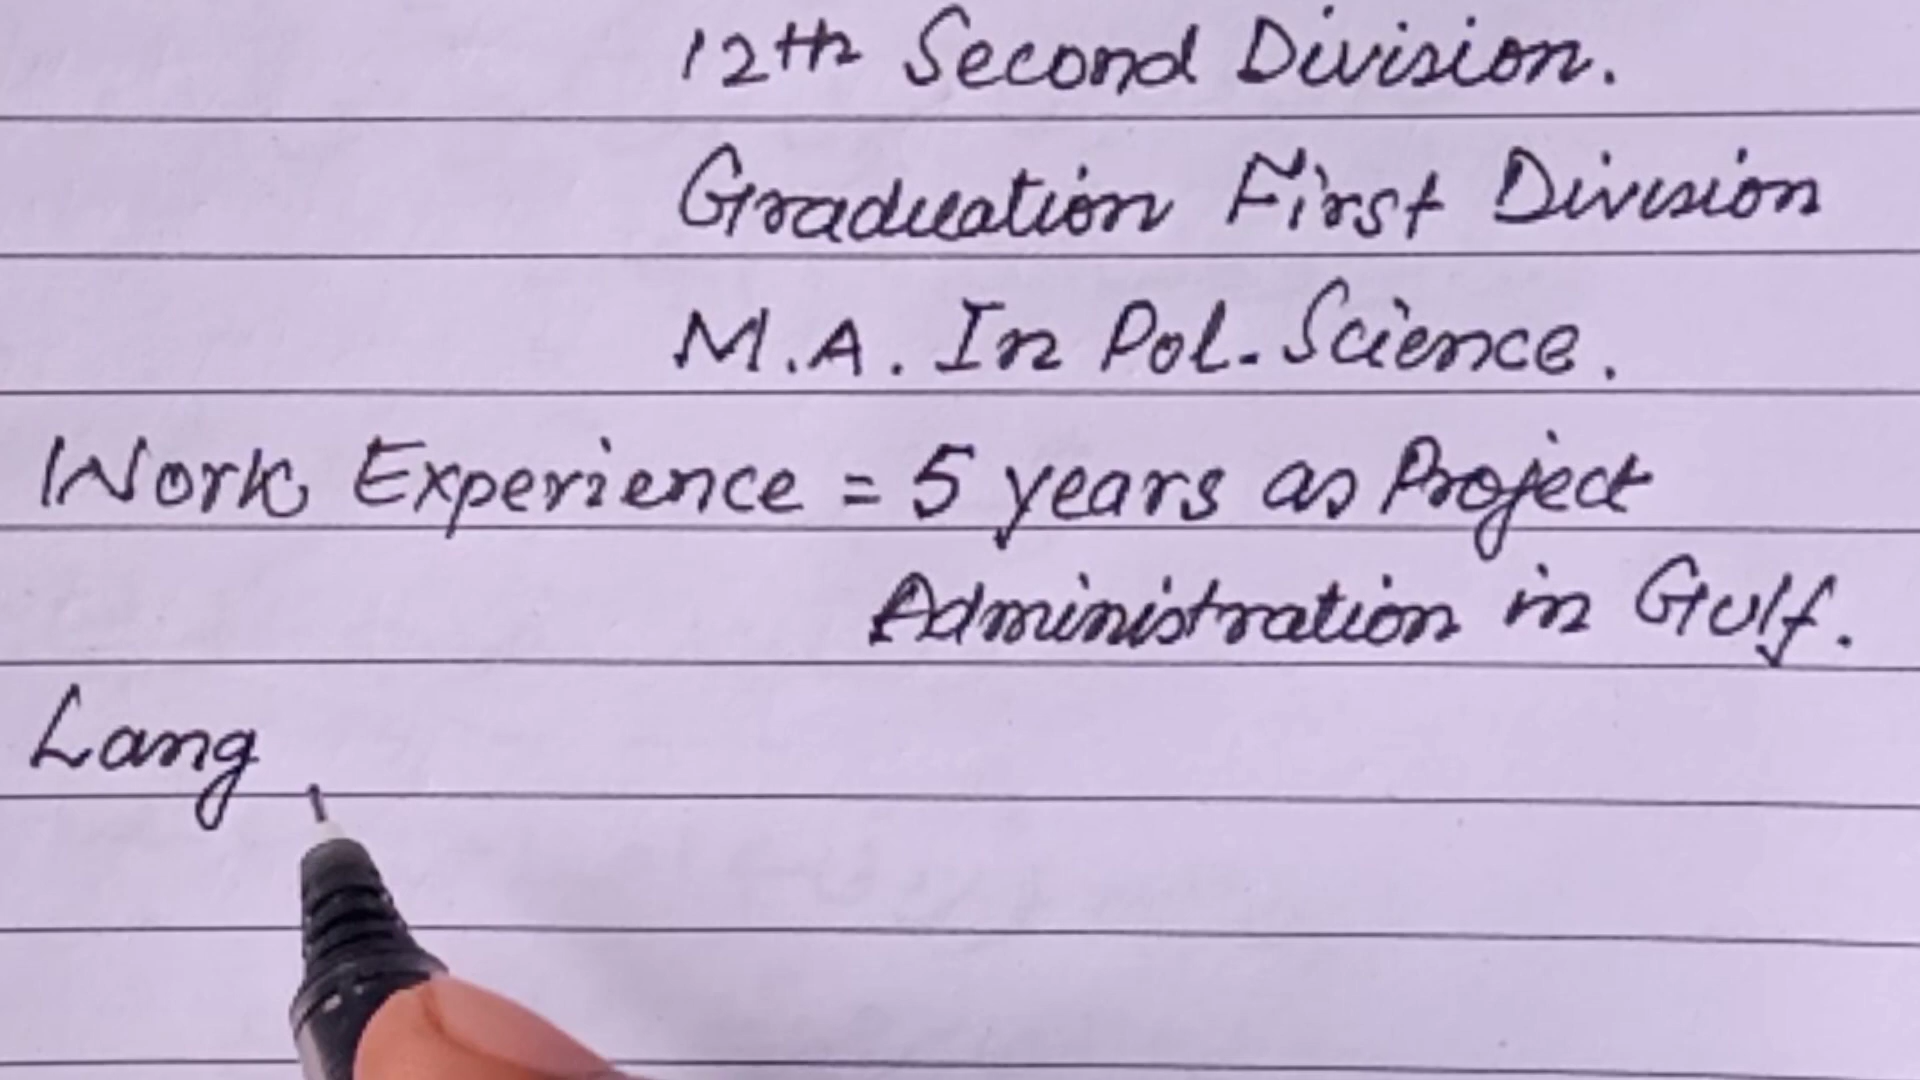 12th Second Division.
Graduation First Division
M.A. In Pol. Science.
Work Experience = 5 years as Project
Administration in Gulf.
Lang